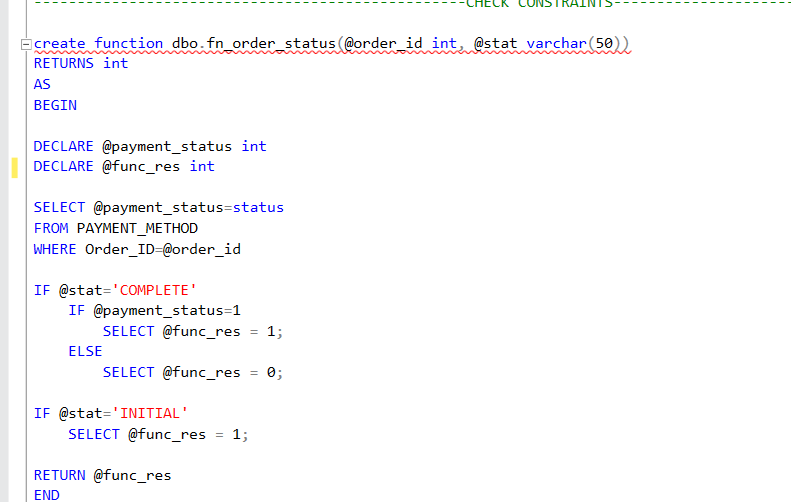 --------------------------------------------------CHECK CONSTRAINTS---------------------
create function dbo.fn_order_status(@order_id int, @stat varchar(50))
RETURNS int
AS
BEGIN
DECLARE @payment_status int
DECLARE @func_res int
SELECT @payment_status=status
FROM PAYMENT_METHOD
WHERE Order_ID=@order_id
IF @stat='COMPLETE'
IF @payment_status=1
SELECT @func_res = 1;
ELSE
SELECT @func_res = 0;
IF @stat='INITIAL'
SELECT @func_res = 1;
RETURN @func_res
END